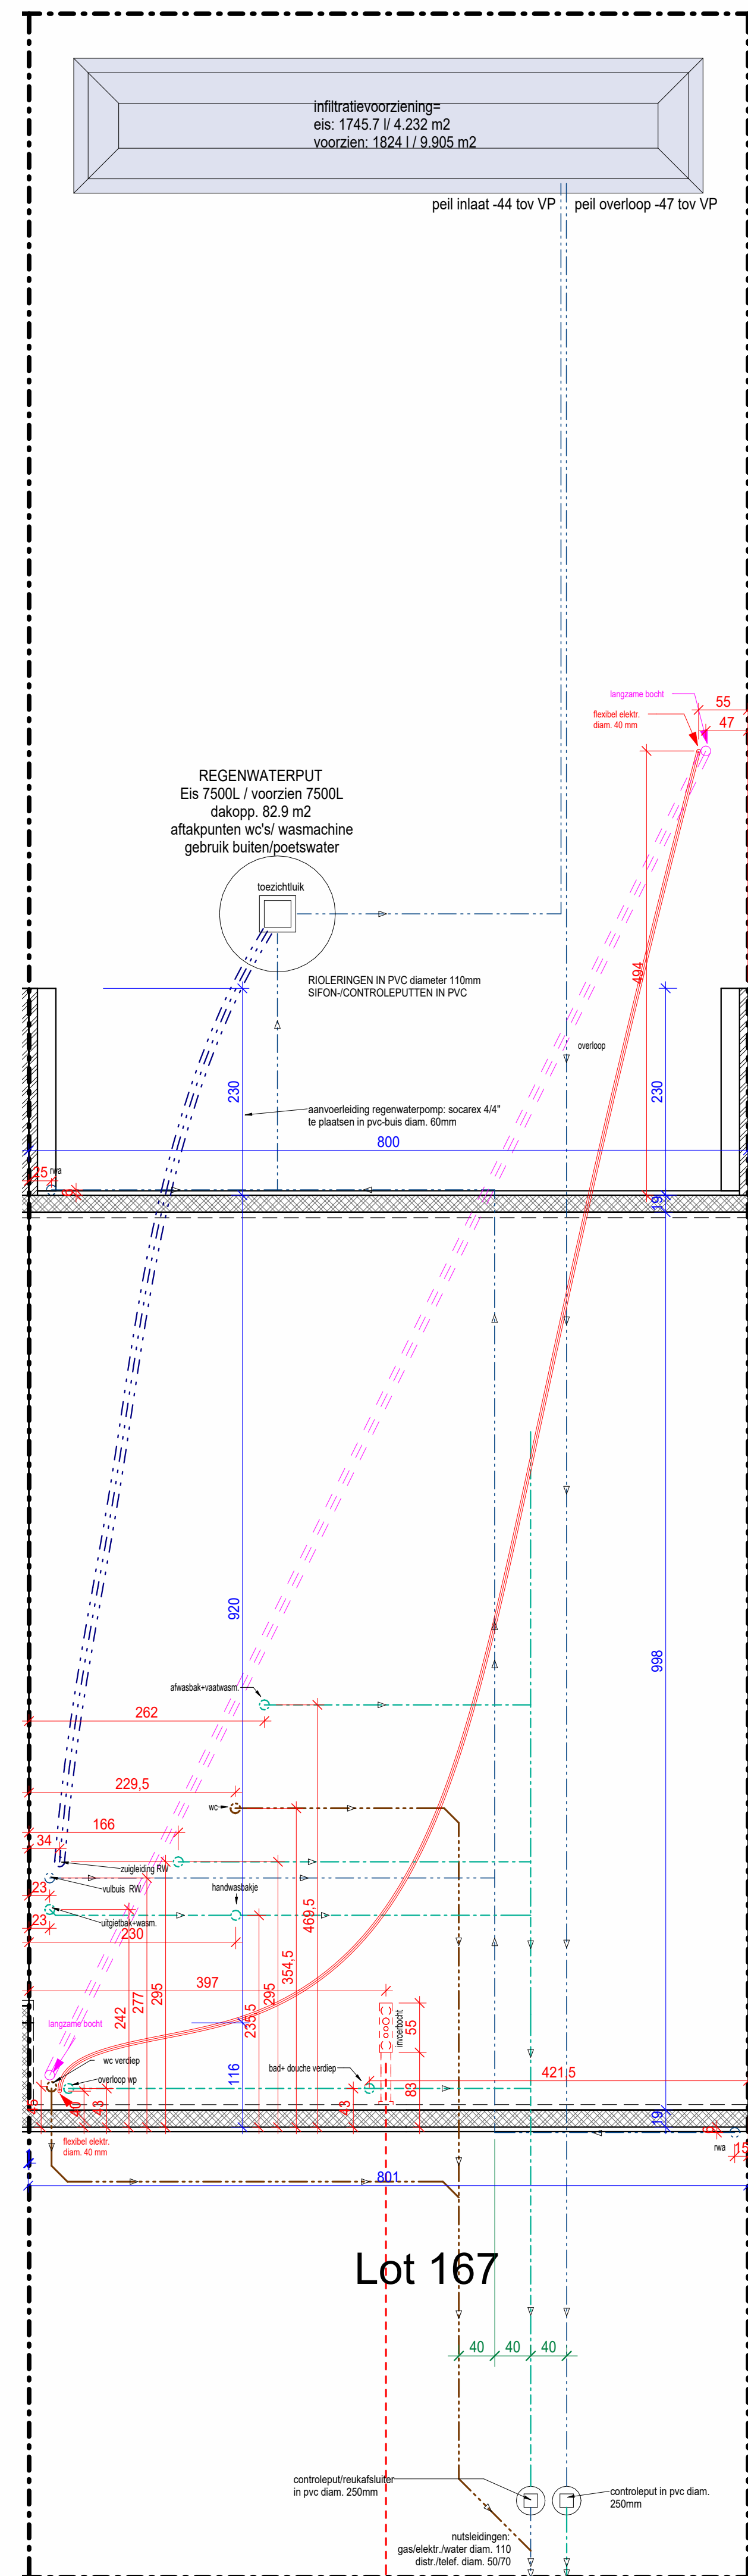 infiltratievoorziening=
eis: 1745.7 l/ 4.232 m2
voorzien: 1824 l / 9.905 m2
peil inlaat -44 tov VP
peil overloop -47 tov VP
langzame bocht
55
flexibel elektr.
diam. 40 mm
47
REGENWATERPUT
Eis 7500L / voorzien 7500L
dakopp. 82.9 m2
aftakpunten wc's/ wasmachine
gebruik buiten/poetswater
toezichtluik
494
RIOLERINGEN IN PVC diameter 110mm
SIFON-/CONTROLEPUTTEN IN PVC
overloop
230
230
aanvoerleiding regenwaterpomp: socarex 4/4"
te plaatsen in pvc-buis diam. 60mm
800
25
rwa
19
920
998
afwasbak+vaatwasm.
262
229,5
wc
166
34
zuigleiding RW
23
vulbuis RW
handwasbakje
23
uitgietbak+wasm.
230
469,5
354,5
295
235,5
295
277
242
397
invoerbocht
55
langzame bocht
116
wc verdiep
bad+ douche verdiep
421,5
overloop wp
83
45
40
43
43
19
flexibel elektr.
diam. 40 mm
rwa
15
801
Lot 167
40
40
40
controleput/reukafsluiter
in pvc diam. 250mm
controleput in pvc diam.
250mm
nutsleidingen:
gas/elektr./water diam. 110
distr./telef. diam. 50/70